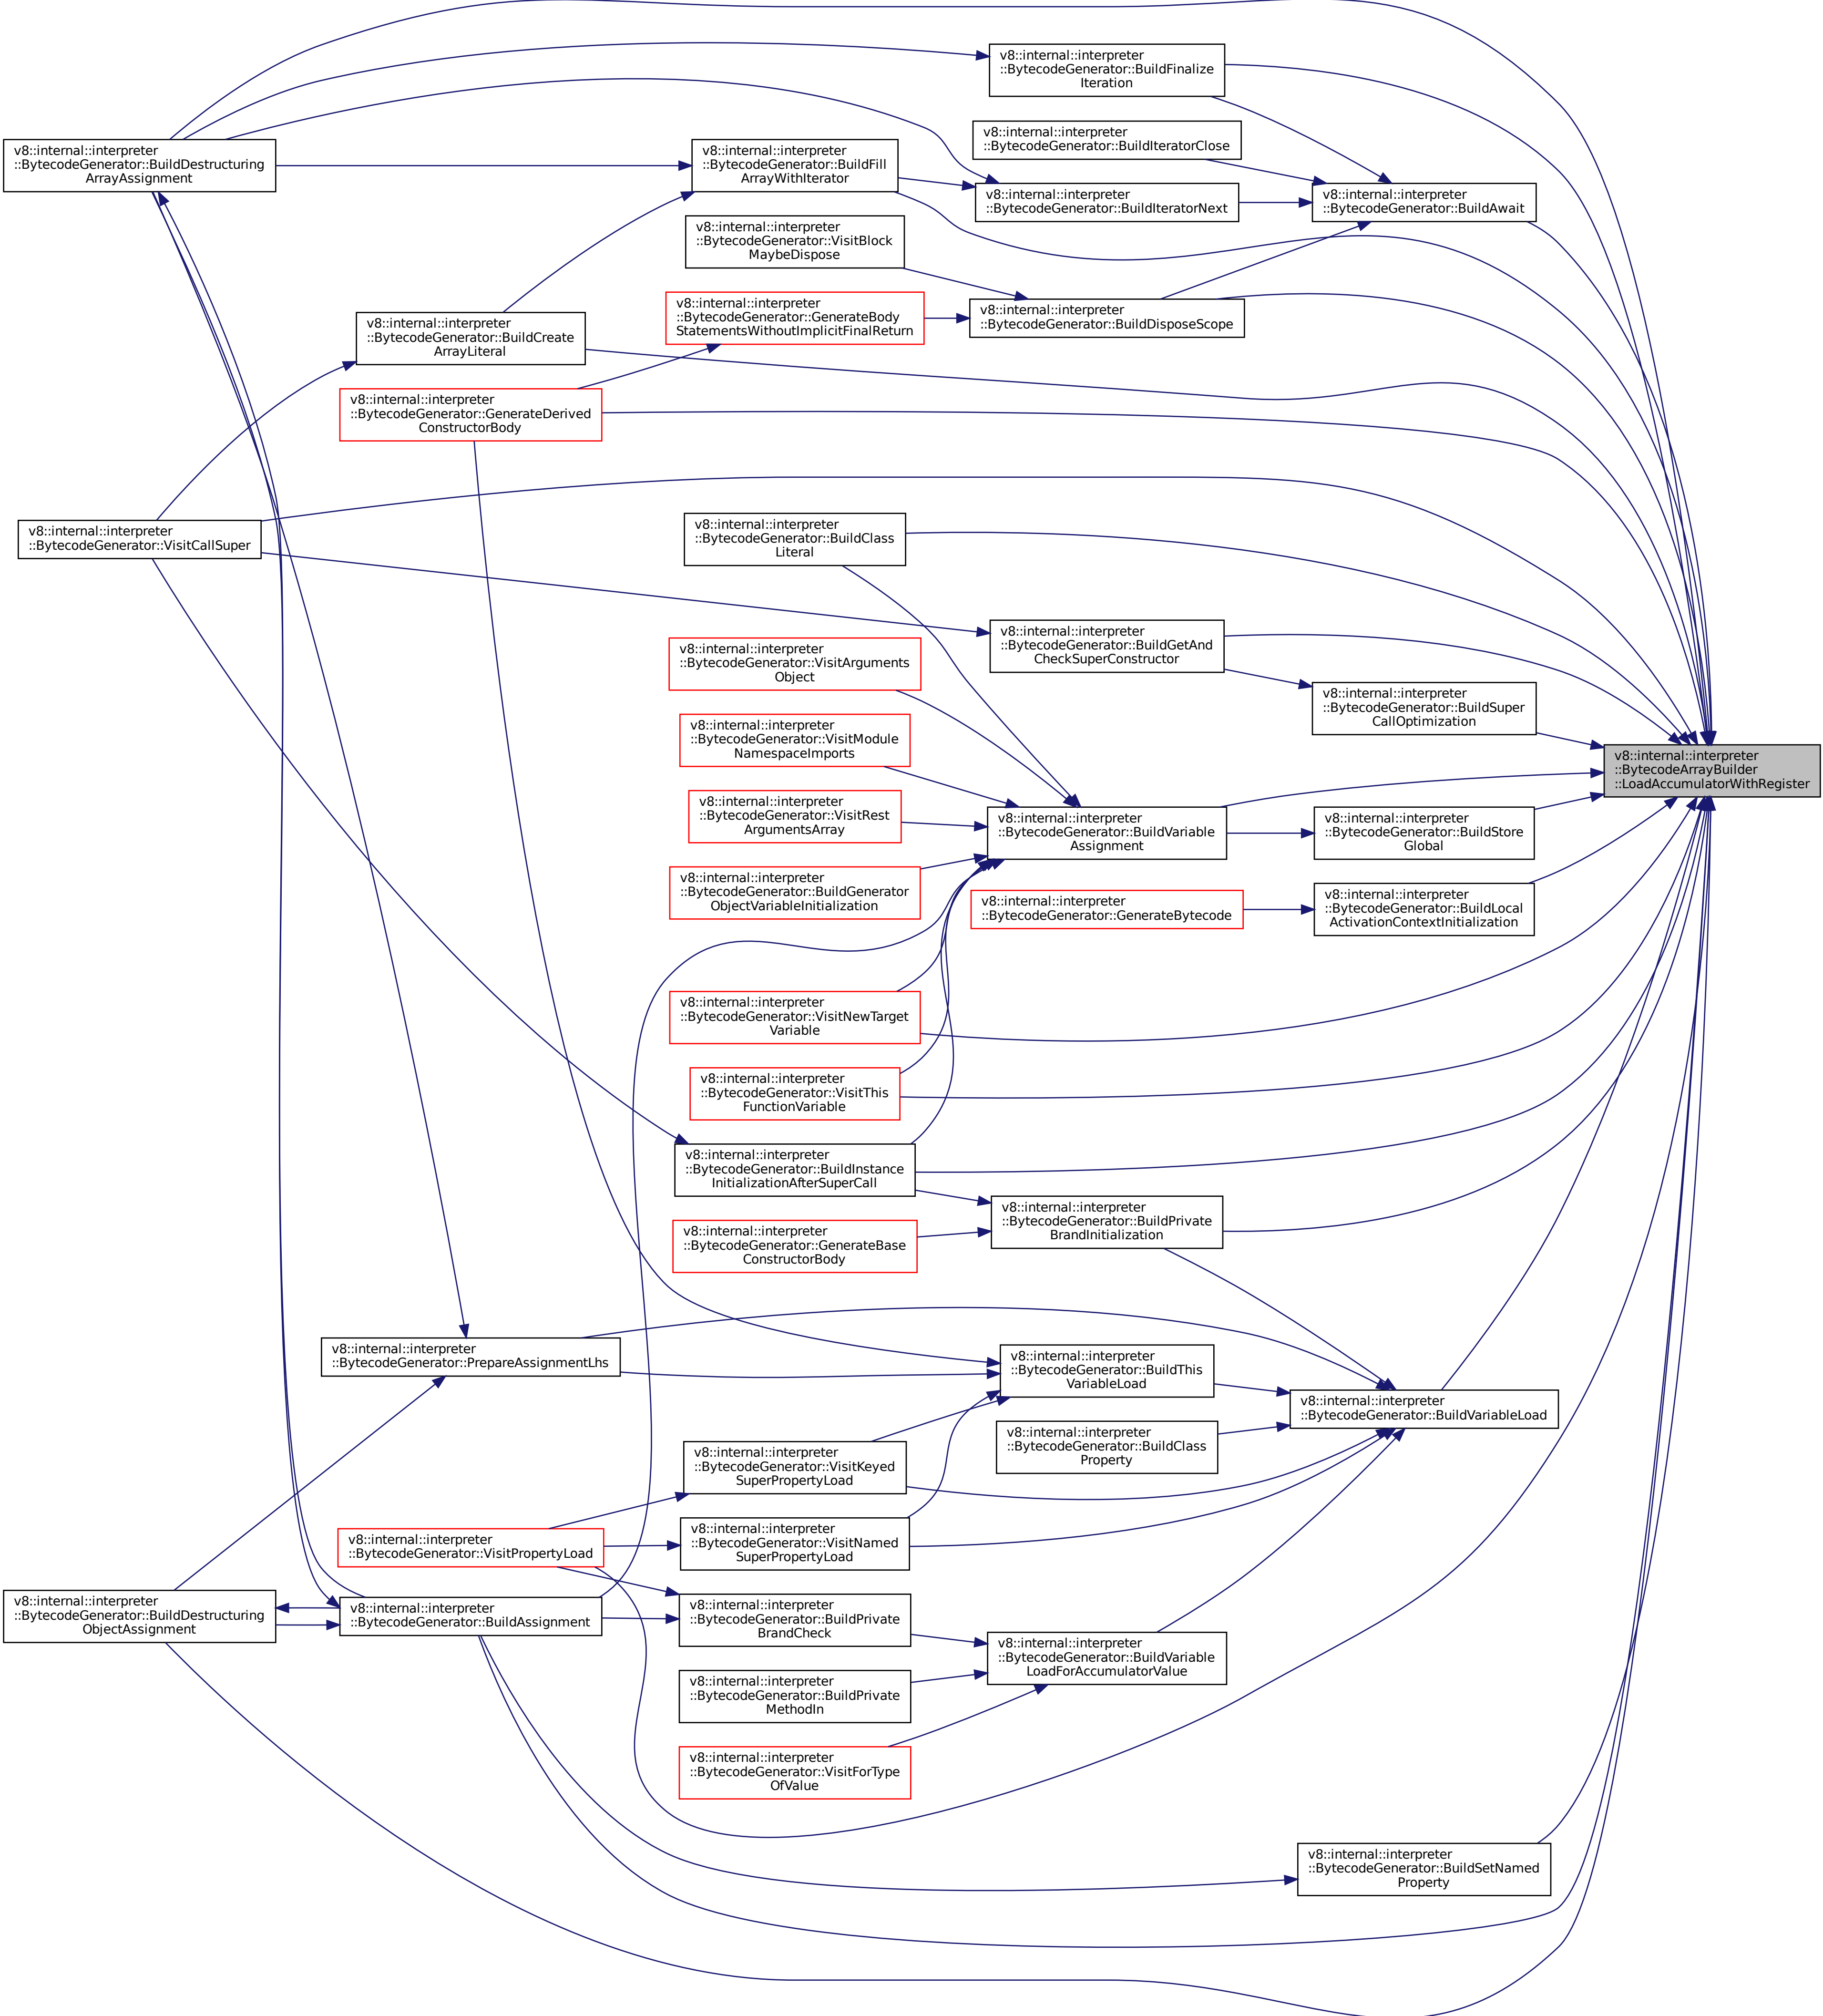 v8::internal::interpreter
::BytecodeGenerator::BuildFinalize
Iteration
v8::internal::interpreter
::BytecodeGenerator::BuildIteratorClose
v8::internal::interpreter
::BytecodeGenerator::BuildDestructuring
ArrayAssignment
v8::internal::interpreter
::BytecodeGenerator::BuildFill
ArrayWithIterator
v8::internal::interpreter
::BytecodeGenerator::BuildIteratorNext
v8::internal::interpreter
::BytecodeGenerator::BuildAwait
v8::internal::interpreter
::BytecodeGenerator::VisitBlock
MaybeDispose
v8::internal::interpreter
::BytecodeGenerator::GenerateBody
StatementsWithoutImplicitFinalReturn
v8::internal::interpreter
::BytecodeGenerator::BuildDisposeScope
v8::internal::interpreter
::BytecodeGenerator::BuildCreate
ArrayLiteral
v8::internal::interpreter
::BytecodeGenerator::GenerateDerived
ConstructorBody
v8::internal::interpreter
::BytecodeGenerator::VisitCallSuper
v8::internal::interpreter
::BytecodeGenerator::BuildClass
Literal
v8::internal::interpreter
::BytecodeGenerator::BuildGetAnd
CheckSuperConstructor
v8::internal::interpreter
::BytecodeGenerator::VisitArguments
Object
v8::internal::interpreter
::BytecodeGenerator::BuildSuper
CallOptimization
v8::internal::interpreter
::BytecodeGenerator::VisitModule
NamespaceImports
v8::internal::interpreter
::BytecodeArrayBuilder
::LoadAccumulatorWithRegister
v8::internal::interpreter
::BytecodeGenerator::VisitRest
ArgumentsArray
v8::internal::interpreter
::BytecodeGenerator::BuildVariable
Assignment
v8::internal::interpreter
::BytecodeGenerator::BuildStore
Global
v8::internal::interpreter
::BytecodeGenerator::BuildGenerator
ObjectVariableInitialization
v8::internal::interpreter
::BytecodeGenerator::GenerateBytecode
v8::internal::interpreter
::BytecodeGenerator::BuildLocal
ActivationContextInitialization
v8::internal::interpreter
::BytecodeGenerator::VisitNewTarget
Variable
v8::internal::interpreter
::BytecodeGenerator::VisitThis
FunctionVariable
v8::internal::interpreter
::BytecodeGenerator::BuildInstance
InitializationAfterSuperCall
v8::internal::interpreter
::BytecodeGenerator::BuildPrivate
BrandInitialization
v8::internal::interpreter
::BytecodeGenerator::GenerateBase
ConstructorBody
v8::internal::interpreter
::BytecodeGenerator::PrepareAssignmentLhs
v8::internal::interpreter
::BytecodeGenerator::BuildThis
VariableLoad
v8::internal::interpreter
::BytecodeGenerator::BuildVariableLoad
v8::internal::interpreter
::BytecodeGenerator::BuildClass
Property
v8::internal::interpreter
::BytecodeGenerator::VisitKeyed
SuperPropertyLoad
v8::internal::interpreter
::BytecodeGenerator::VisitPropertyLoad
v8::internal::interpreter
::BytecodeGenerator::VisitNamed
SuperPropertyLoad
v8::internal::interpreter
::BytecodeGenerator::BuildDestructuring
ObjectAssignment
v8::internal::interpreter
::BytecodeGenerator::BuildAssignment
v8::internal::interpreter
::BytecodeGenerator::BuildPrivate
BrandCheck
v8::internal::interpreter
::BytecodeGenerator::BuildVariable
LoadForAccumulatorValue
v8::internal::interpreter
::BytecodeGenerator::BuildPrivate
MethodIn
v8::internal::interpreter
::BytecodeGenerator::VisitForType
OfValue
v8::internal::interpreter
::BytecodeGenerator::BuildSetNamed
Property